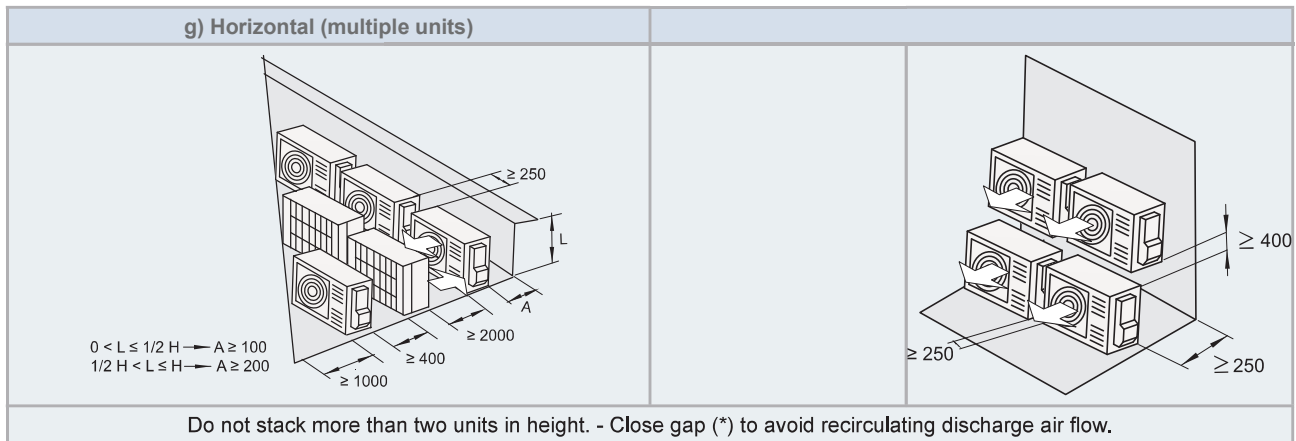 g) Horizontal (multiple units)
≥ 250
L
A
≥ 2000
≥ 400
≥ 1000
0 < L ≤ 1/2 H → A ≥ 100
1/2 H < L ≤ H → A ≥ 200
≥ 400
≥ 250
≥ 250
Do not stack more than two units in height. - Close gap (*) to avoid recirculating discharge air flow.